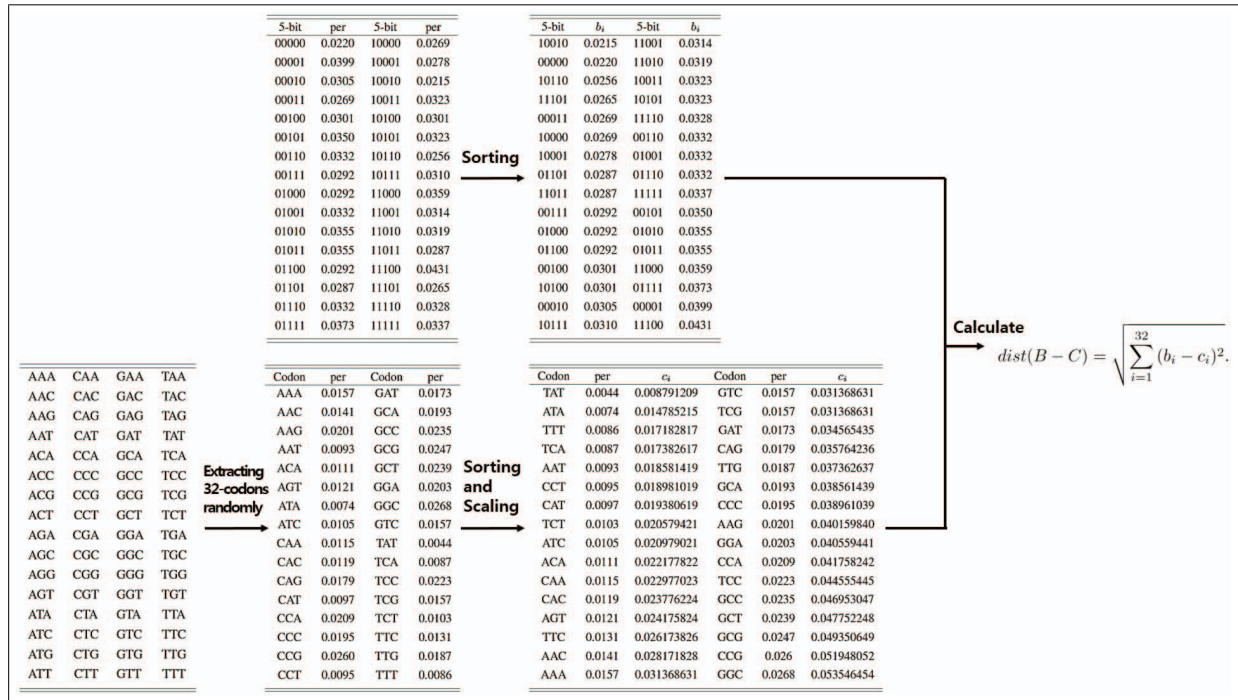 5-bit per 5-bit per
00000 0.0220 10000 0.0269
00001 0.0399 10001 0.0278
00010 0.0305 10010 0.0215
00011 0.0269 10011 0.0323
00100 0.0301 10100 0.0301
00101 0.0350 10101 0.0323
00110 0.0332 10110 0.0256
00111 0.0292 10111 0.0310
01000 0.0292 11000 0.0359
01001 0.0332 11001 0.0314
01010 0.0355 11010 0.0319
01011 0.0355 11011 0.0287
01100 0.0292 11100 0.0431
01101 0.0287 11101 0.0265
01110 0.0332 11110 0.0328
01111 0.0373 11111 0.0337
Sorting
5-bit b_i 5-bit b_i
10010 0.0215 11001 0.0314
00000 0.0220 11010 0.0319
10110 0.0256 10011 0.0323
11101 0.0265 10101 0.0323
00011 0.0269 11110 0.0328
10000 0.0269 00110 0.0332
10001 0.0278 01001 0.0332
01101 0.0287 01110 0.0332
11011 0.0287 11111 0.0337
00111 0.0292 00101 0.0350
01000 0.0292 01010 0.0355
01100 0.0292 01011 0.0355
00100 0.0301 11000 0.0359
10100 0.0301 01111 0.0373
00010 0.0305 00001 0.0399
10111 0.0310 11100 0.0431
AAA CAA GAA TAA
AAC CAC GAC TAC
AAG CAG GAG TAG
AAT CAT GAT TAT
ACA CCA GCA TCA
ACC CCC GCC TCC
ACG CCG GCG TCG
ACT CCT GCT TCT
AGA CGA GGA TGA
AGC CGC GGC TGC
AGG CGG GGG TGG
AGT CGT GGT TGT
ATA CTA GTA TTA
ATC CTC GTC TTC
ATG CTG GTG TTG
ATT CTT GTT TTT
Extracting
32-codons
randomly
Codon per Codon per
AAA 0.0157 GAT 0.0173
AAC 0.0141 GCA 0.0193
AAG 0.0201 GCC 0.0235
AAT 0.0093 GCG 0.0247
ACA 0.0111 GCT 0.0239
AGT 0.0121 GGA 0.0203
ATA 0.0074 GGC 0.0268
ATC 0.0105 GTC 0.0157
CAA 0.0115 TAT 0.0044
CAC 0.0119 TCA 0.0087
CAG 0.0179 TCC 0.0223
CAT 0.0097 TCG 0.0157
CCA 0.0209 TCT 0.0103
CCC 0.0195 TTC 0.0131
CCG 0.0260 TTG 0.0187
CCT 0.0095 TTT 0.0086
Sorting
and
Scaling
Codon per c_i Codon per c_i
TAT 0.0044 0.008791209 GTC 0.0157 0.031368631
ATA 0.0074 0.014785215 TCG 0.0157 0.031368631
TTT 0.0086 0.017182817 GAT 0.0173 0.034565435
TCA 0.0087 0.017382617 CAG 0.0179 0.035764236
AAT 0.0093 0.018581419 TTG 0.0187 0.037362637
CCT 0.0095 0.018981019 GCA 0.0193 0.038561439
CAT 0.0097 0.019380619 CCC 0.0195 0.038961039
TCT 0.0103 0.020579421 AAG 0.0201 0.040159840
ATC 0.0105 0.020979021 GGA 0.0203 0.040559441
ACA 0.0111 0.022177822 CCA 0.0209 0.041758242
CAA 0.0115 0.022977023 TCC 0.0223 0.044555445
CAC 0.0119 0.023776224 GCC 0.0235 0.046953047
AGT 0.0121 0.024175824 GCT 0.0239 0.047752248
TTC 0.0131 0.026173826 GCG 0.0247 0.049350649
AAC 0.0141 0.028171828 CCG 0.026 0.051948052
AAA 0.0157 0.031368631 GGC 0.0268 0.053546454
Calculate
dist(B − C) = √∑_{i=1}^{32} (b_i − c_i)².